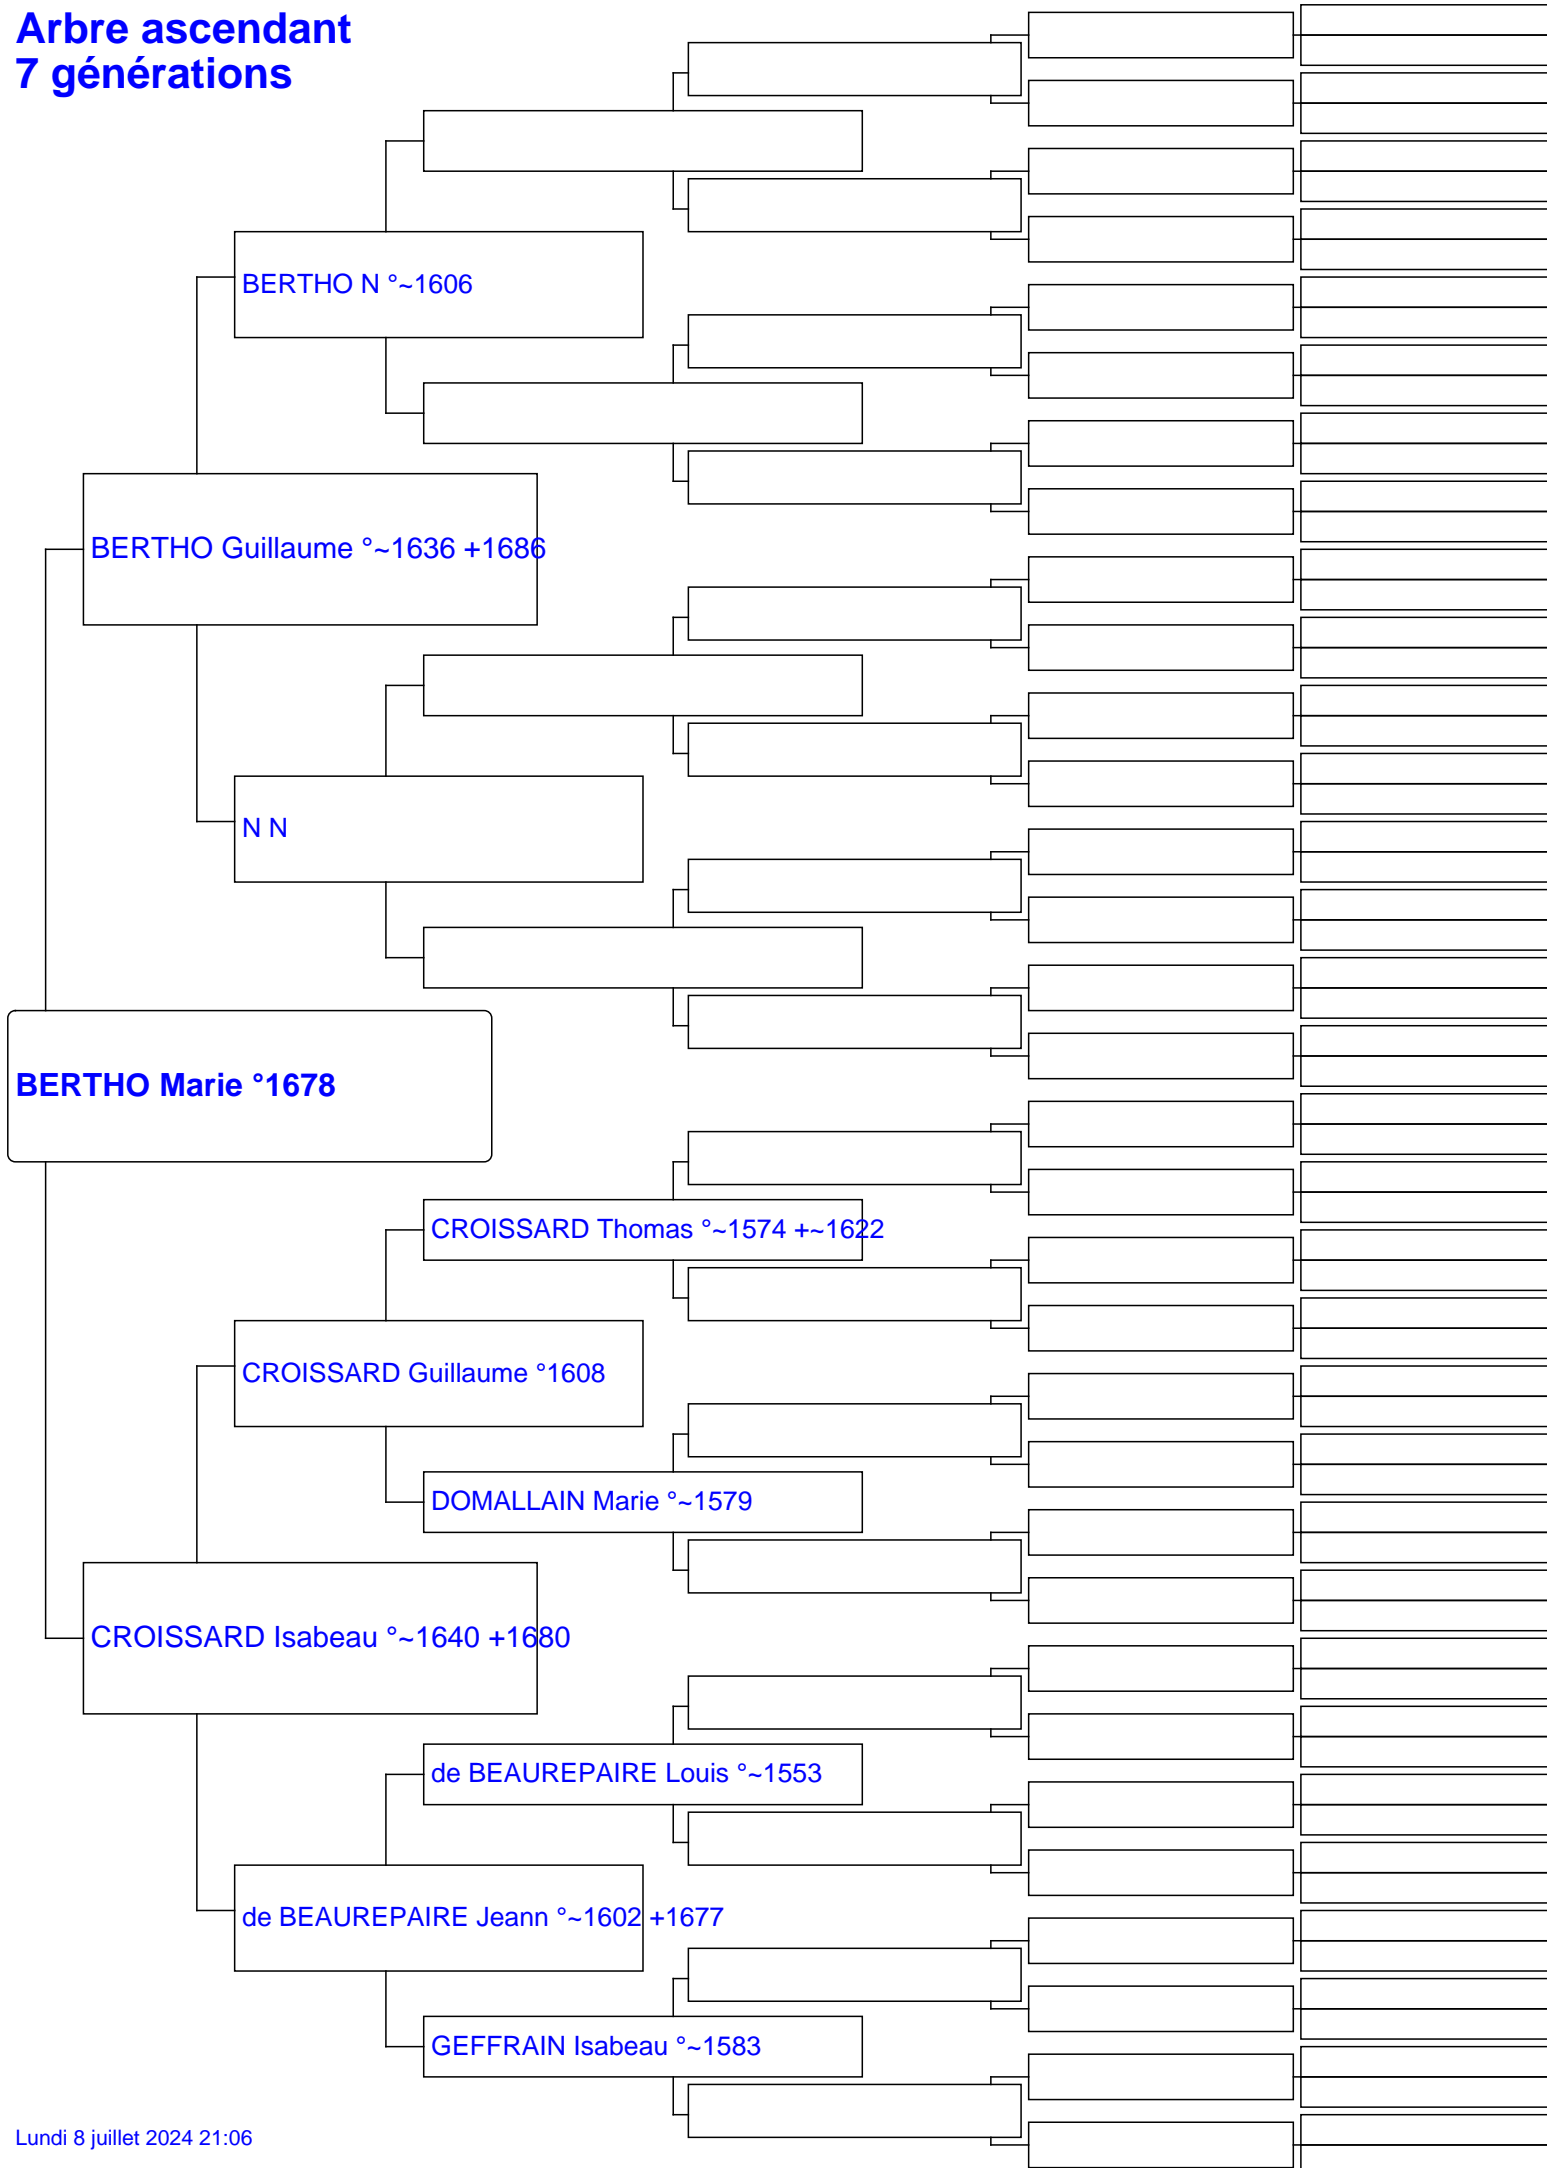 Arbre ascendant
7 générations
BERTHO N °~1606
BERTHO Guillaume °~1636 +1686
N N
BERTHO Marie °1678
CROISSARD Thomas °~1574 +~1622
CROISSARD Guillaume °1608
DOMALLAIN Marie °~1579
CROISSARD Isabeau °~1640 +1680
de BEAUREPAIRE Louis °~1553
de BEAUREPAIRE Jeann °~1602 +1677
GEFFRAIN Isabeau °~1583
Lundi 8 juillet 2024 21:06